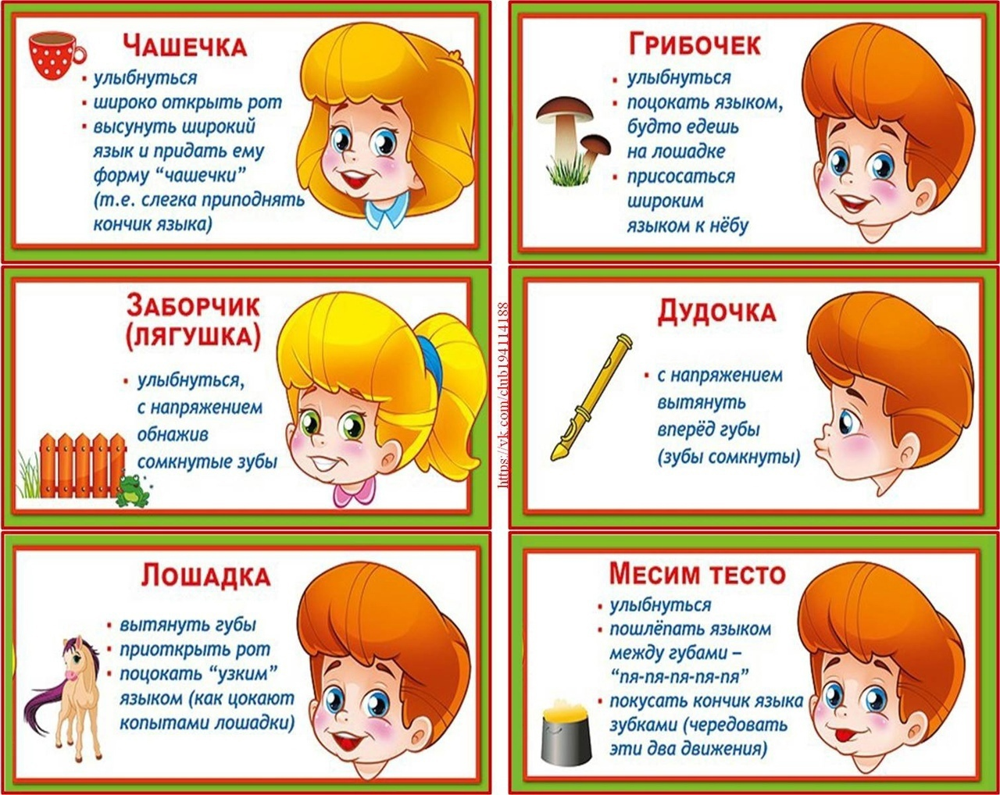 Чашечка
▪ улыбнуться
▪ широко открыть рот
▪ высунуть широкий
язык и придать ему
форму “чашечки”
(т.е. слегка приподнять
кончик языка)
Грибочек
▪ улыбнуться
▪ поцокать языком,
будто едешь
на лошадке
▪ присосаться
широким
языком к нёбу
Заборчик
(лягушка)
▪ улыбнуться,
с напряжением
обнажив
сомкнутые зубы
https://vk.com/club194114188
Дудочка
▪ с напряжением
вытянуть
вперёд губы
(зубы сомкнуты)
Лошадка
▪ вытянуть губы
▪ приоткрыть рот
▪ поцокать “узким”
языком (как цокают
копытами лошадки)
Месим тесто
▪ улыбнуться
▪ пошлёпать языком
между губами –
“пя-пя-пя-пя-пя”
▪ покусать кончик языка
зубками (чередовать
эти два движения)